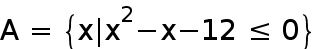 A = {x|x²−x−12 ≤ 0}